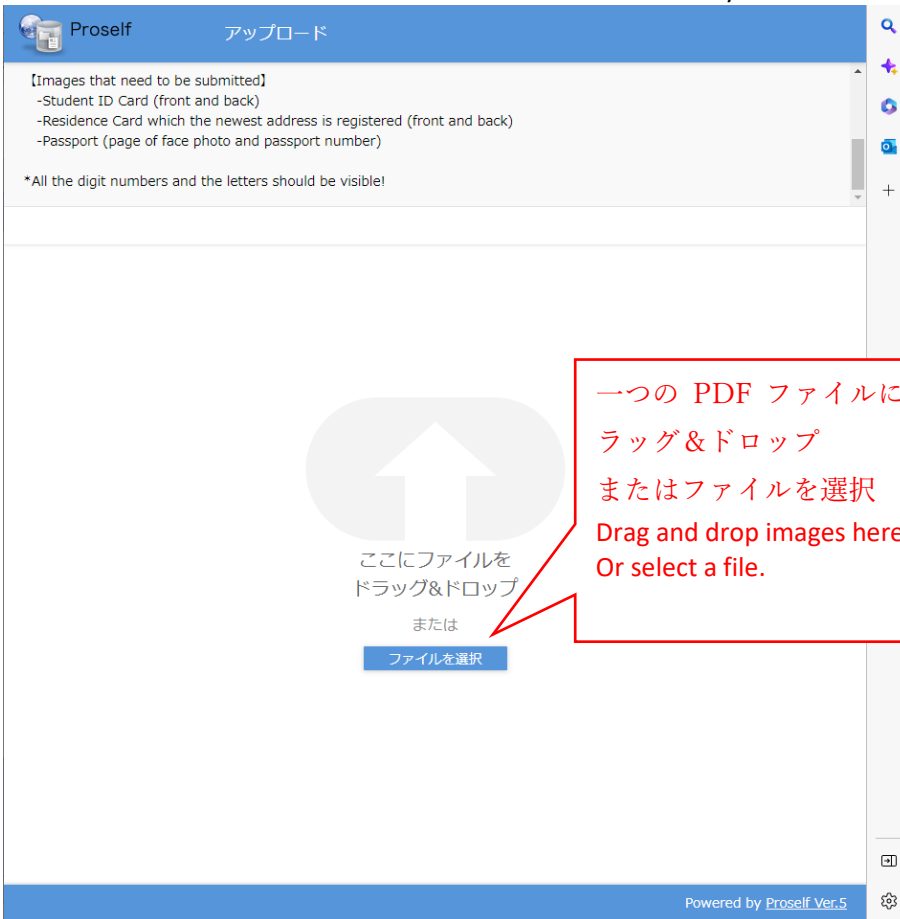 Proself
アップロード
【Images that need to be submitted】
-Student ID Card (front and back)
-Residence Card which the newest address is registered (front and back)
-Passport (page of face photo and passport number)
*All the digit numbers and the letters should be visible!
一つの PDF ファイルに
ラッグ&ドロップ
またはファイルを選択
Drag and drop images here
Or select a file.
ここにファイルを
ドラッグ&ドロップ
または
ファイルを選択
Powered by Proself Ver.5